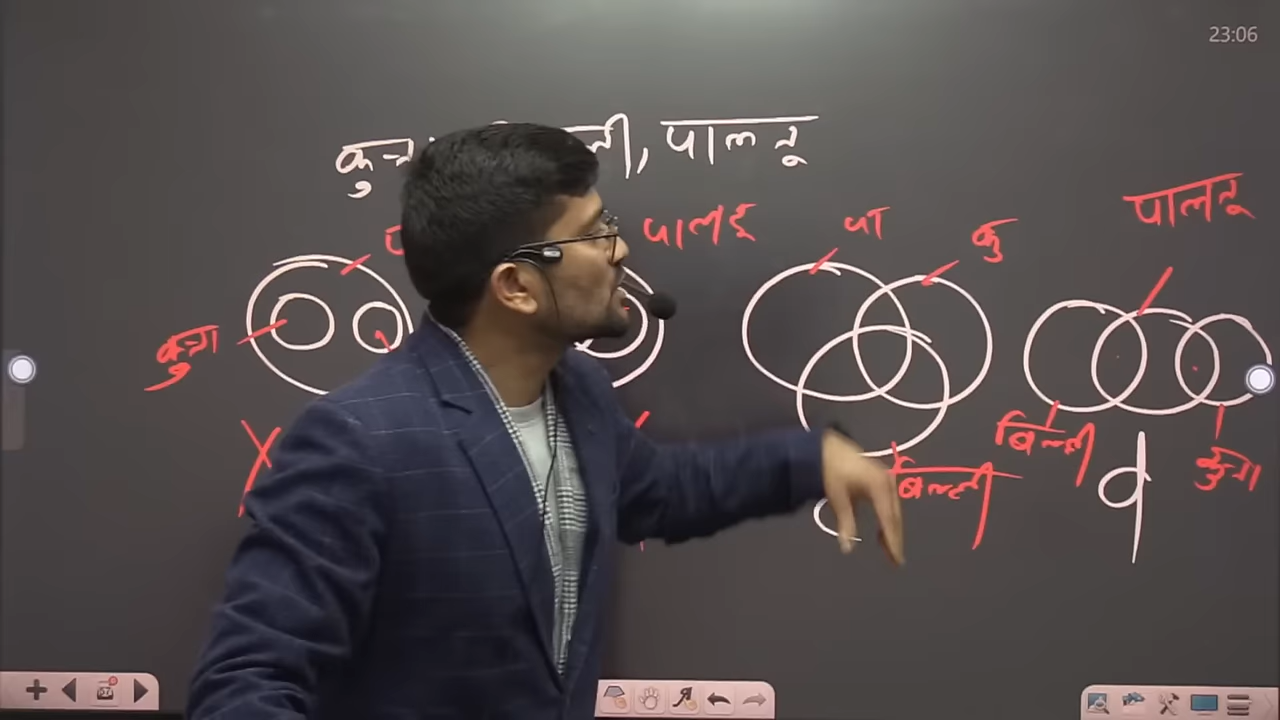 23:06
पालतू
पालतू
पा
कु
पालतू
कुत्ता
X
बिल्ली
बिल्ली
कुत्ता
c
d